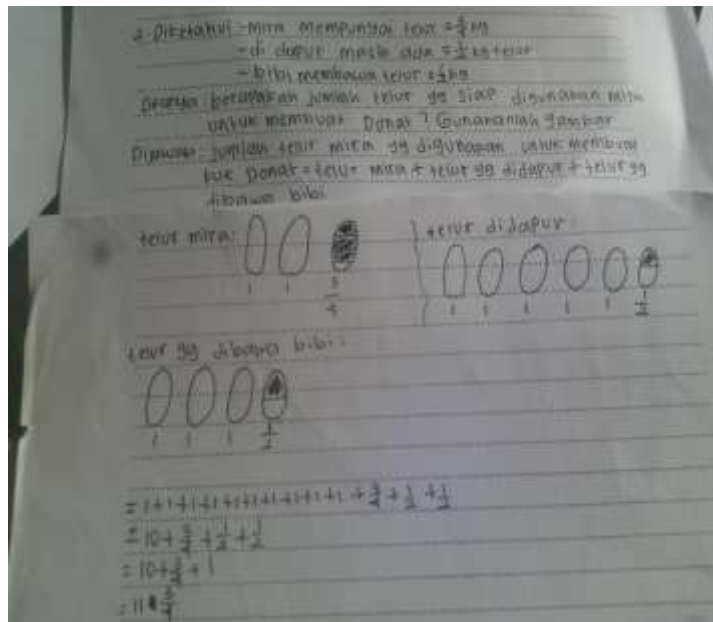 2. Diketahui :-mira mempunyai telur = 3/4 kg
-di dapur masih ada = 1/2 kg telur
-bibi membawa telur = 1/2 kg
berapakah jumlah telur yg siap digunakan mira
untuk membuat Donat ? Gunakanlah gambar
Dijawab: jumlah telur mira yg digunakan untuk membuat
kue Donat = telur mira + telur yg didapur + telur yg
dibawa bibi
telur mira:
1 1 3/4
telur didapur :
1 1 1 1 1 1/2
telur yg dibawa bibi :
1 1 1 1/2
= 1+1+1+1+1+1+1+1+1+1 + 3/4 + 1/2 + 1/2
= 10 + 3/4 + 1/2 + 1/2
= 10 + 3/4 + 1
= 11 3/4